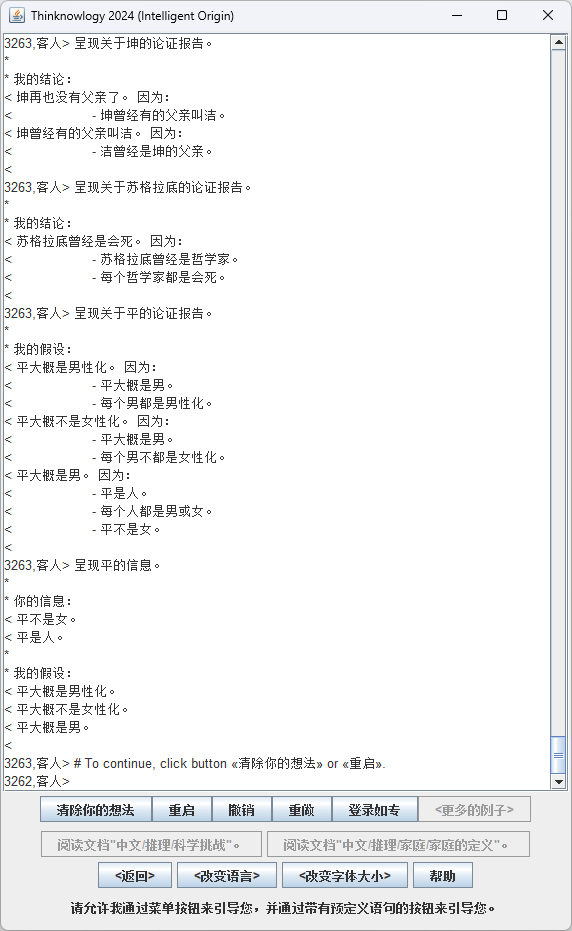 Thinknowlogy 2024 (Intelligent Origin)
3263,客人> 呈现关于坤的论证报告。
*
* 我的结论：
< 坤再也没有父亲了。 因为：
< - 坤曾经有的父亲叫洁。
< 坤曾经有的父亲叫洁。 因为：
< - 洁曾经是坤的父亲。
<
3263,客人> 呈现关于苏格拉底的论证报告。
*
* 我的结论：
< 苏格拉底曾经是会死。 因为：
< - 苏格拉底曾经是哲学家。
< - 每个哲学家都是会死。
<
3263,客人> 呈现关于平的论证报告。
*
* 我的假设：
< 平大概是男性化。 因为：
< - 平大概是男。
< - 每个男都是男性化。
< 平大概不是女性化。 因为：
< - 平大概是男。
< - 每个男不都是女性化。
< 平大概是男。 因为：
< - 平是人。
< - 每个人都是男或女。
< - 平不是女。
<
3263,客人> 呈现平的信息。
*
* 你的信息：
< 平不是女。
< 平是人。
*
* 我的假设：
< 平大概是男性化。
< 平大概不是女性化。
< 平大概是男。
<
3263,客人> # To continue, click button «清除你的想法» or «重启».
3262,客人>
清除你的想法 重启 撤销 重做 登录如专 <更多的例子>
阅读文档"中文/推理/科学挑战"。 阅读文档"中文/推理/家庭/家庭的定义"。
<返回> <改变语言> <改变字体大小> 帮助
请允许我通过菜单按钮来引导您，并通过带有预定义语句的按钮来引导您。